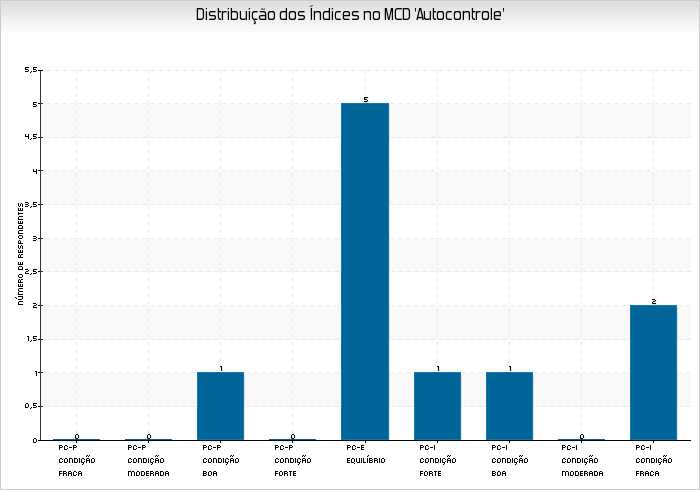 Distribuição dos Índices no MCD 'Autocontrole'
NÚMERO DE RESPONDENTES
5,5
5
4,5
4
3,5
3
2,5
2
1,5
1
0,5
0
0
0
1
0
5
1
1
0
2
PC-P
CONDIÇÃO
FRACA
PC-P
CONDIÇÃO
MODERADA
PC-P
CONDIÇÃO
BOA
PC-P
CONDIÇÃO
FORTE
PC-E
EQUILÍBRIO
PC-I
CONDIÇÃO
FORTE
PC-I
CONDIÇÃO
BOA
PC-I
CONDIÇÃO
MODERADA
PC-I
CONDIÇÃO
FRACA